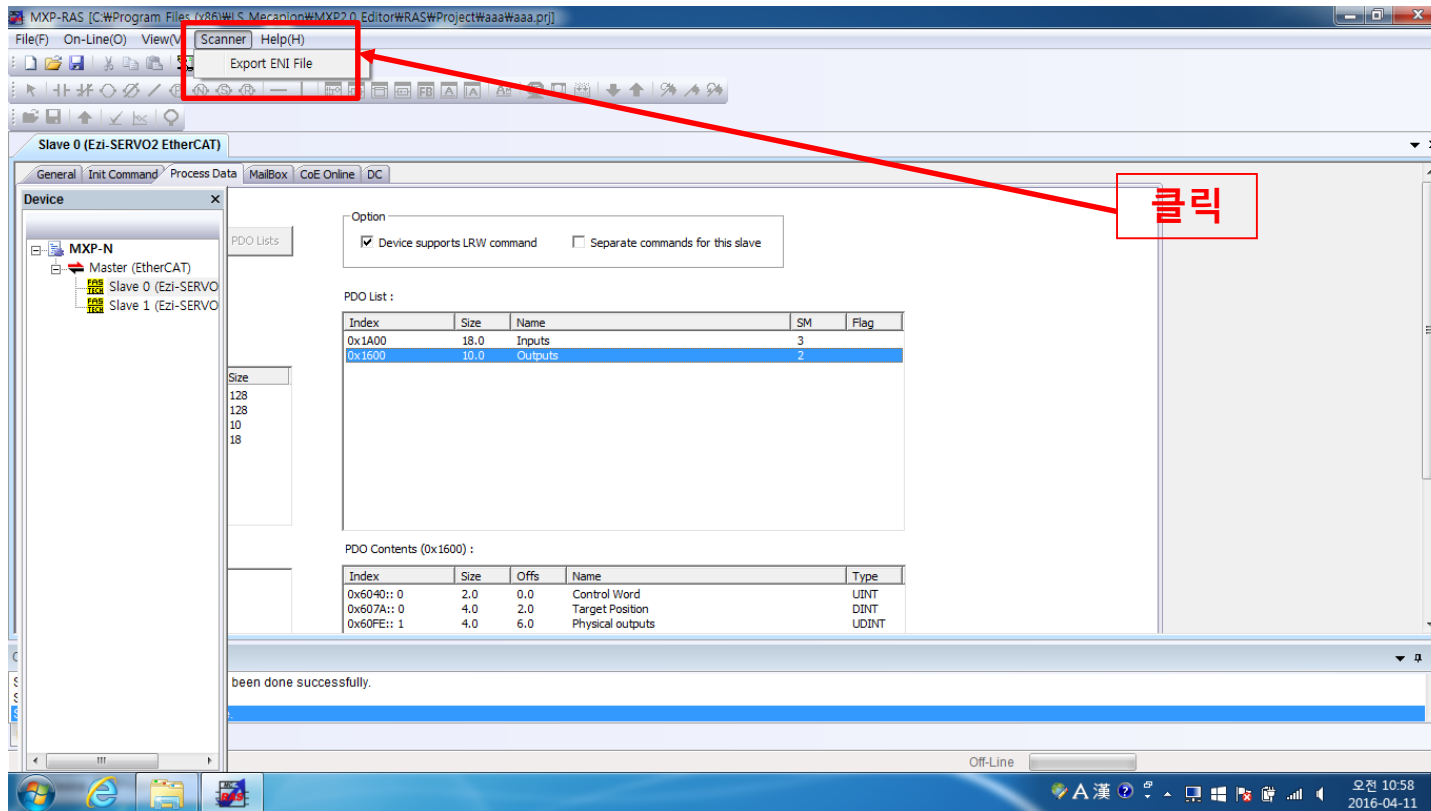 MXP-RAS [C:₩Program Files (x86)₩LS Mecapion₩MXP2.0 Editor₩RAS₩Project₩aaa₩aaa.prj]
File(F) On-Line(O) View(V Scanner Help(H)
Export ENI File
Slave 0 (Ezi-SERVO2 EtherCAT)
General Init Command Process Data MailBox CoE Online DC
Device
MXP-N
Master (EtherCAT)
Slave 0 (Ezi-SERVO
Slave 1 (Ezi-SERVO
PDO Lists
Option
Device supports LRW command Separate commands for this slave
클릭
PDO List :
Index Size Name SM Flag
0x1A00 18.0 Inputs 3
0x1600 10.0 Outputs 2
Size
128
128
10
18
PDO Contents (0x1600) :
Index Size Offs Name Type
0x6040:: 0 2.0 0.0 Control Word UINT
0x607A:: 0 4.0 2.0 Target Position DINT
0x60FE:: 1 4.0 6.0 Physical outputs UDINT
been done successfully.
Off-Line
A 漢
오전 10:58
2016-04-11